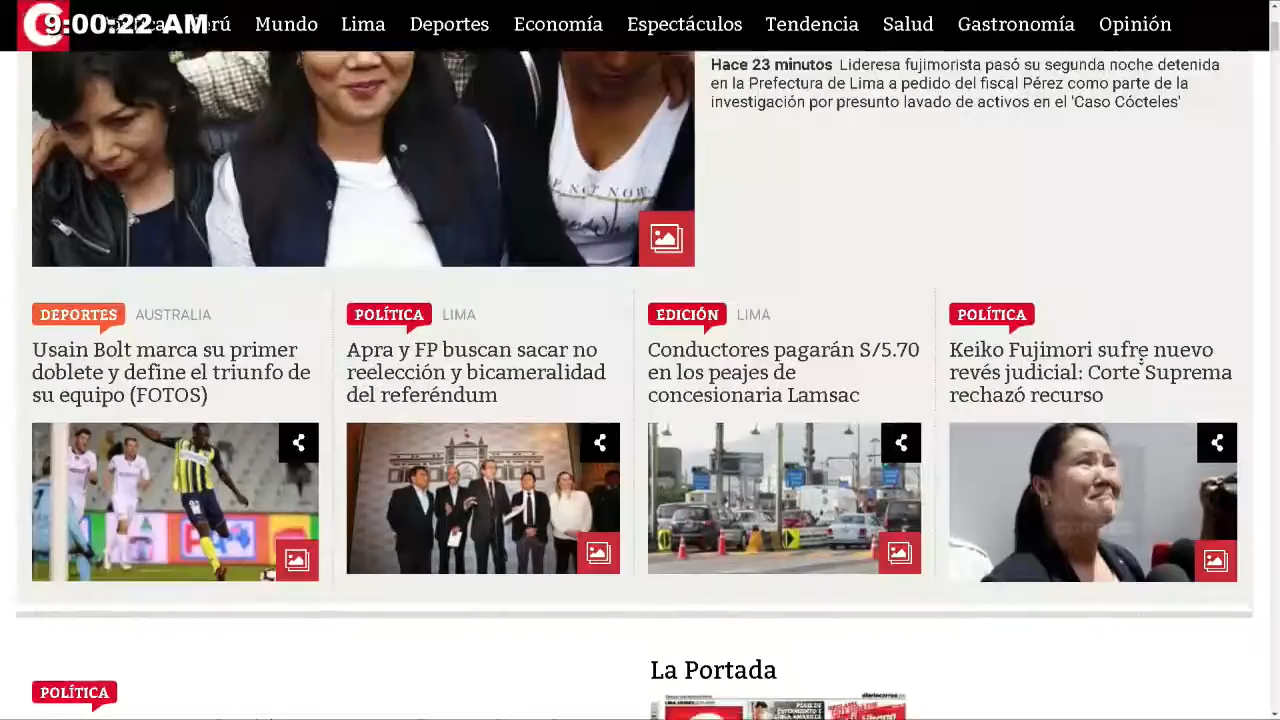 9:00:22 AM
Perú Mundo Lima Deportes Economía Espectáculos Tendencia Salud Gastronomía Opinión
Hace 23 minutos Lideresa fujimorista pasó su segunda noche detenida
en la Prefectura de Lima a pedido del fiscal Pérez como parte de la
investigación por presunto lavado de activos en el 'Caso Cócteles'
NOT NOW
DEPORTES AUSTRALIA
Usain Bolt marca su primer
doblete y define el triunfo de
su equipo (FOTOS)
POLÍTICA LIMA
Apra y FP buscan sacar no
reelección y bicameralidad
del referéndum
EDICIÓN LIMA
Conductores pagarán S/5.70
en los peajes de
concesionaria Lamsac
POLÍTICA
Keiko Fujimori sufre nuevo
revés judicial: Corte Suprema
rechazó recurso
POLÍTICA
La Portada